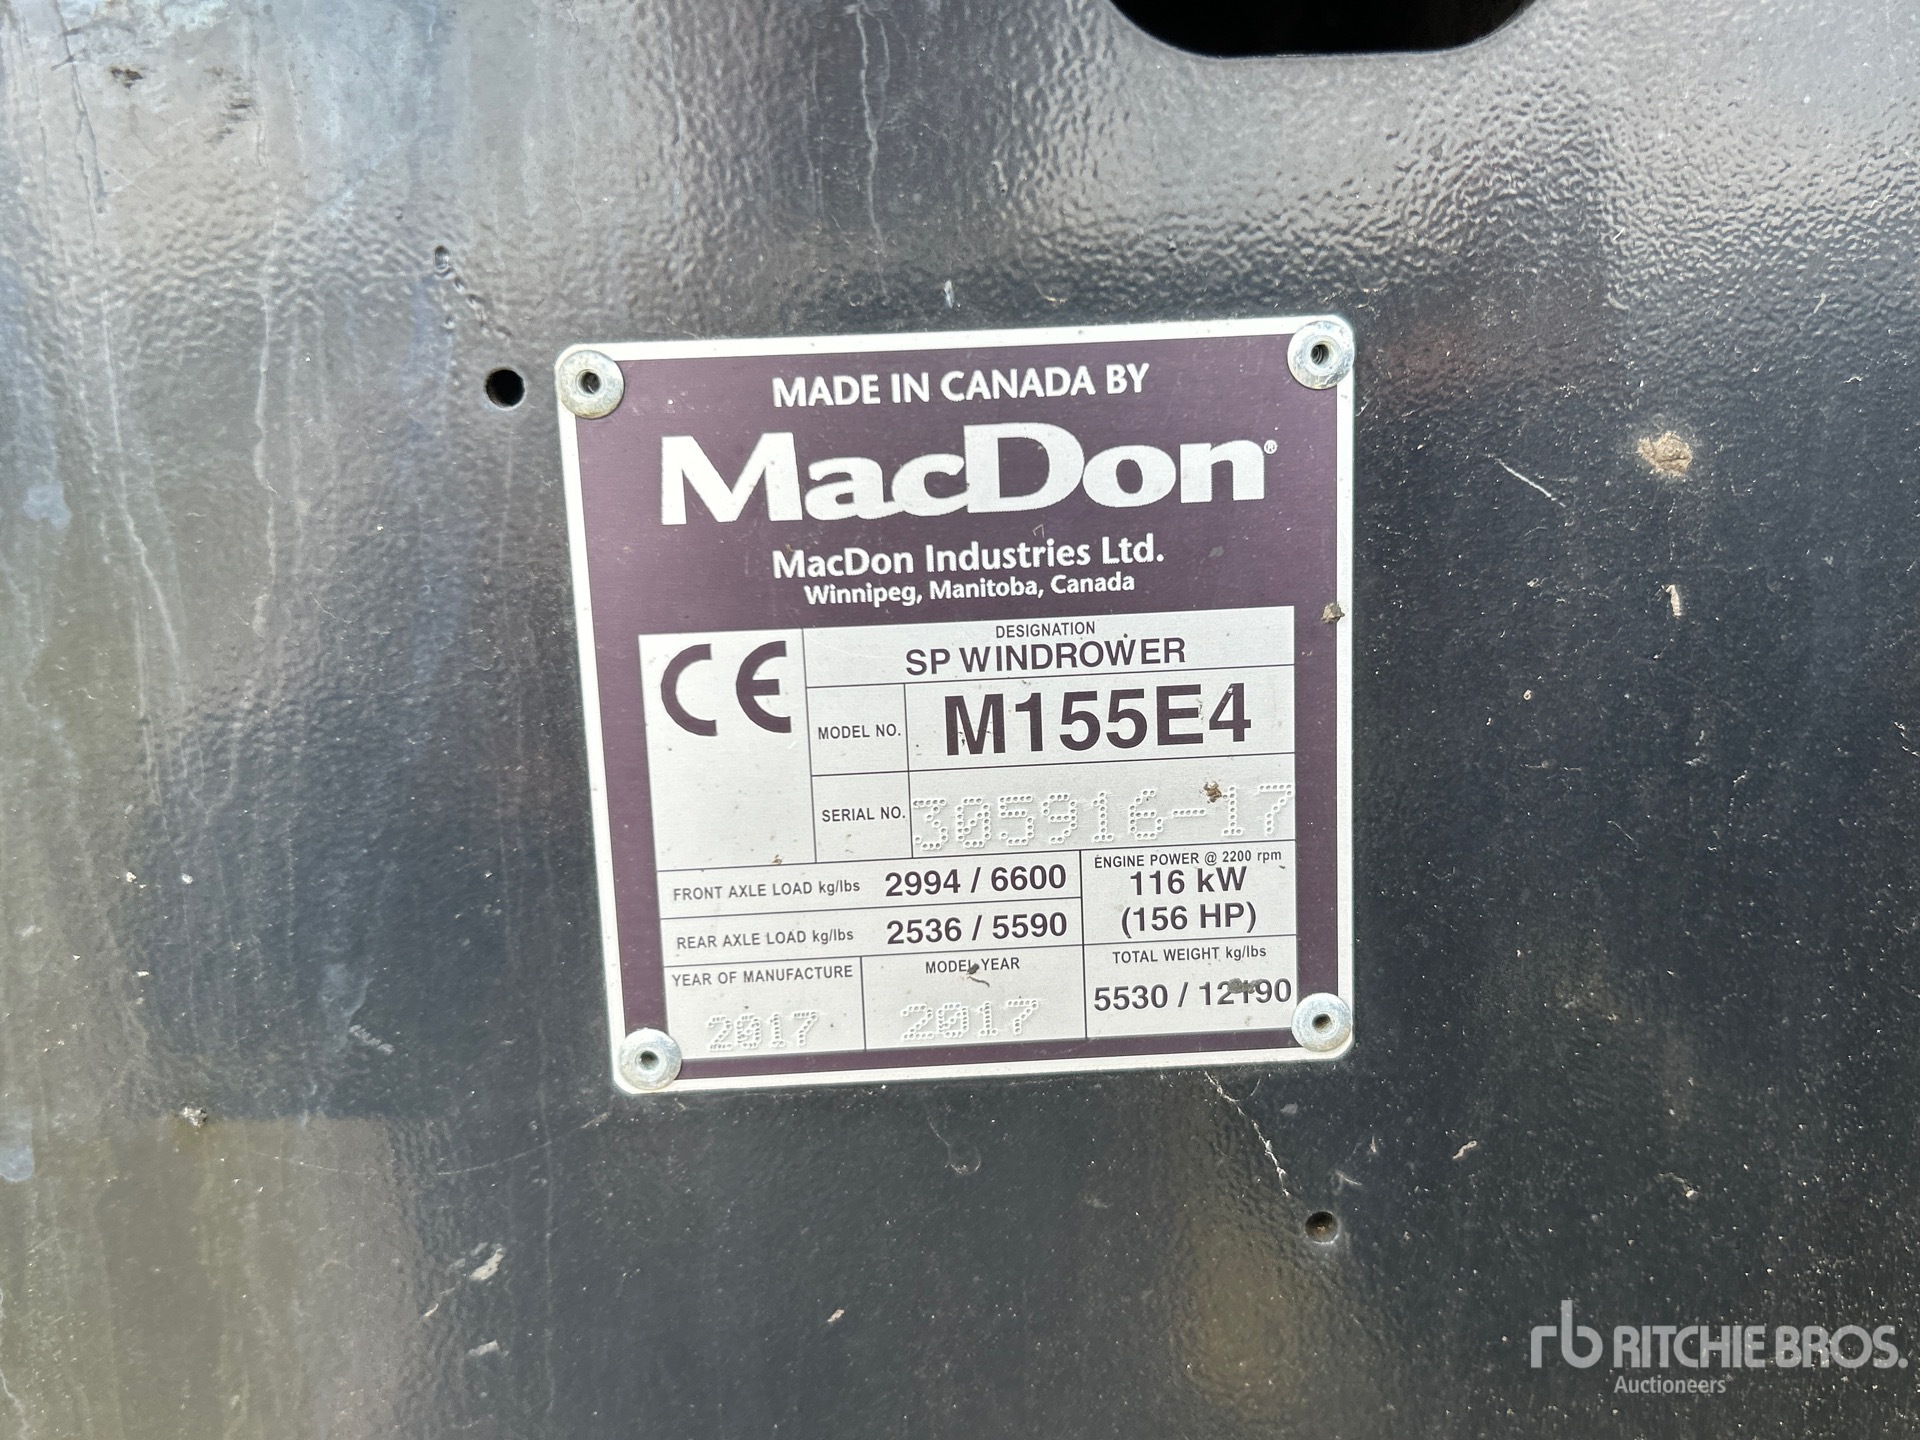 MADE IN CANADA BY
MacDon®
MacDon Industries Ltd.
Winnipeg, Manitoba, Canada
CE
DESIGNATION
SP WINDROWER
MODEL NO. M155E4
SERIAL NO. 305916-17
FRONT AXLE LOAD kg/lbs 2994 / 6600
REAR AXLE LOAD kg/lbs 2536 / 5590
ENGINE POWER @ 2200 rpm
116 kW
(156 HP)
YEAR OF MANUFACTURE
2017
MODEL YEAR
2017
TOTAL WEIGHT kg/lbs
5530 / 12190
rb RITCHIE BROS.
Auctioneers